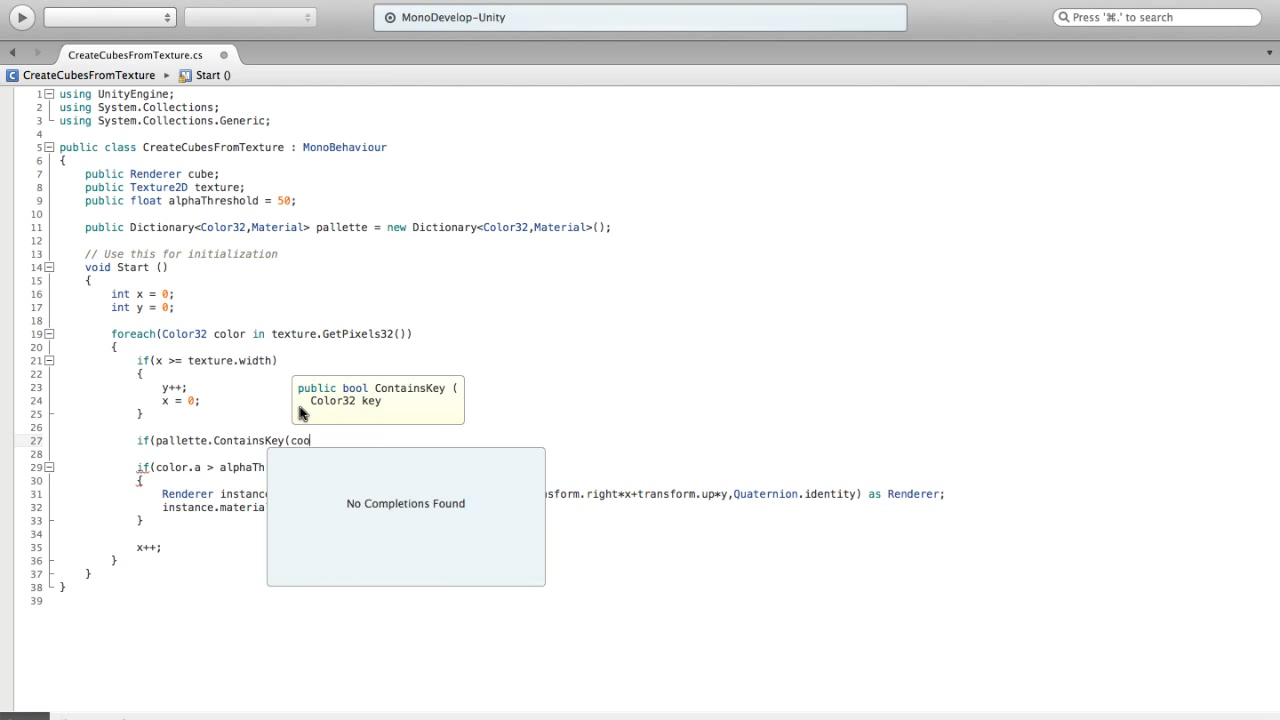 MonoDevelop-Unity
Press '⌘.' to search
CreateCubesFromTexture.cs
CreateCubesFromTexture ▸ Start ()
1 using UnityEngine;
2 using System.Collections;
3 using System.Collections.Generic;
4
5 public class CreateCubesFromTexture : MonoBehaviour
6 {
7 public Renderer cube;
8 public Texture2D texture;
9 public float alphaThreshold = 50;
10
11 public Dictionary<Color32,Material> pallette = new Dictionary<Color32,Material>();
12
13 // Use this for initialization
14 void Start ()
15 {
16 int x = 0;
17 int y = 0;
18
19 foreach(Color32 color in texture.GetPixels32())
20 {
21 if(x >= texture.width)
22 {
23 y++;
24 x = 0;
25 }
26
27 if(pallette.ContainsKey(coo
28
29 if(color.a > alphaTh
30 {
31 Renderer instanc sform.right*x+transform.up*y,Quaternion.identity) as Renderer;
32 instance.material
33 }
34
35 x++;
36 }
37 }
38 }
39
public bool ContainsKey (
Color32 key
No Completions Found